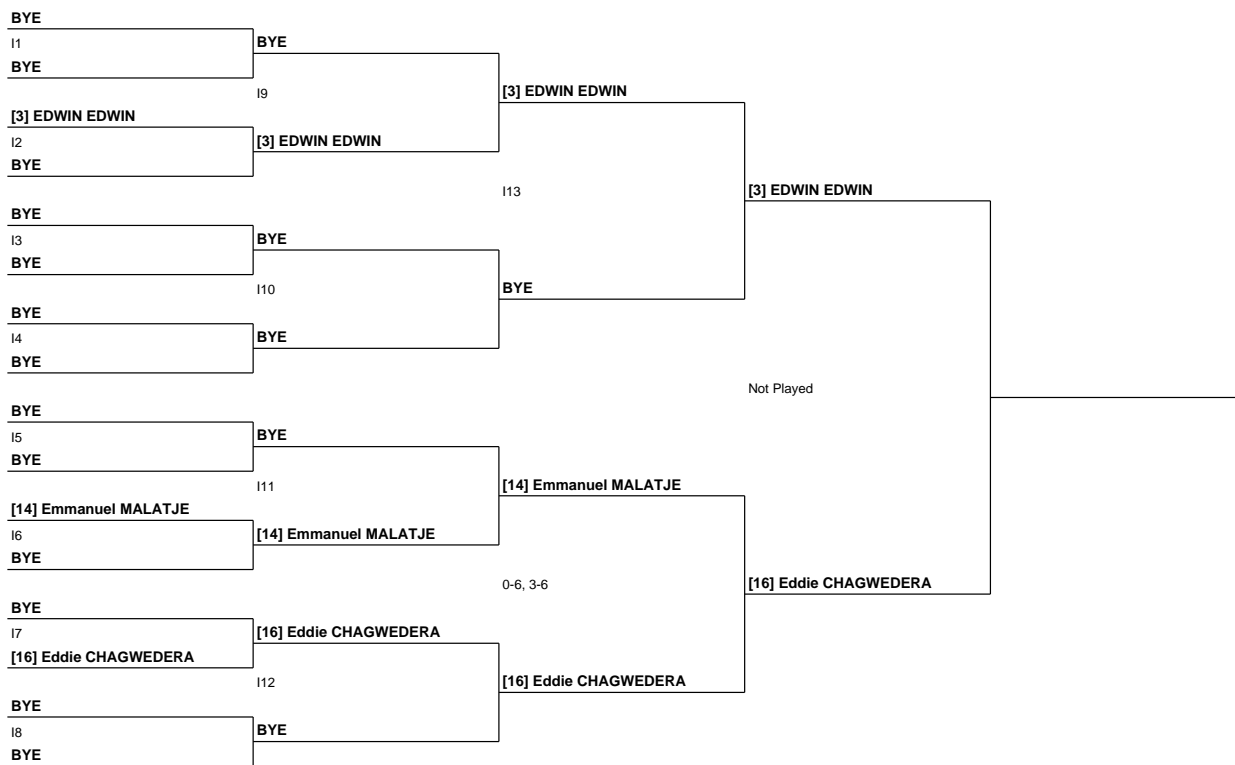 BYE
I1
BYE
BYE
I9
[3] EDWIN EDWIN
[3] EDWIN EDWIN
I2
[3] EDWIN EDWIN
BYE
I13
[3] EDWIN EDWIN
BYE
I3
BYE
BYE
I10
BYE
BYE
I4
BYE
BYE
Not Played
BYE
I5
BYE
BYE
I11
[14] Emmanuel MALATJE
[14] Emmanuel MALATJE
I6
[14] Emmanuel MALATJE
BYE
0-6, 3-6
[16] Eddie CHAGWEDERA
BYE
I7
[16] Eddie CHAGWEDERA
[16] Eddie CHAGWEDERA
I12
[16] Eddie CHAGWEDERA
BYE
I8
BYE
BYE